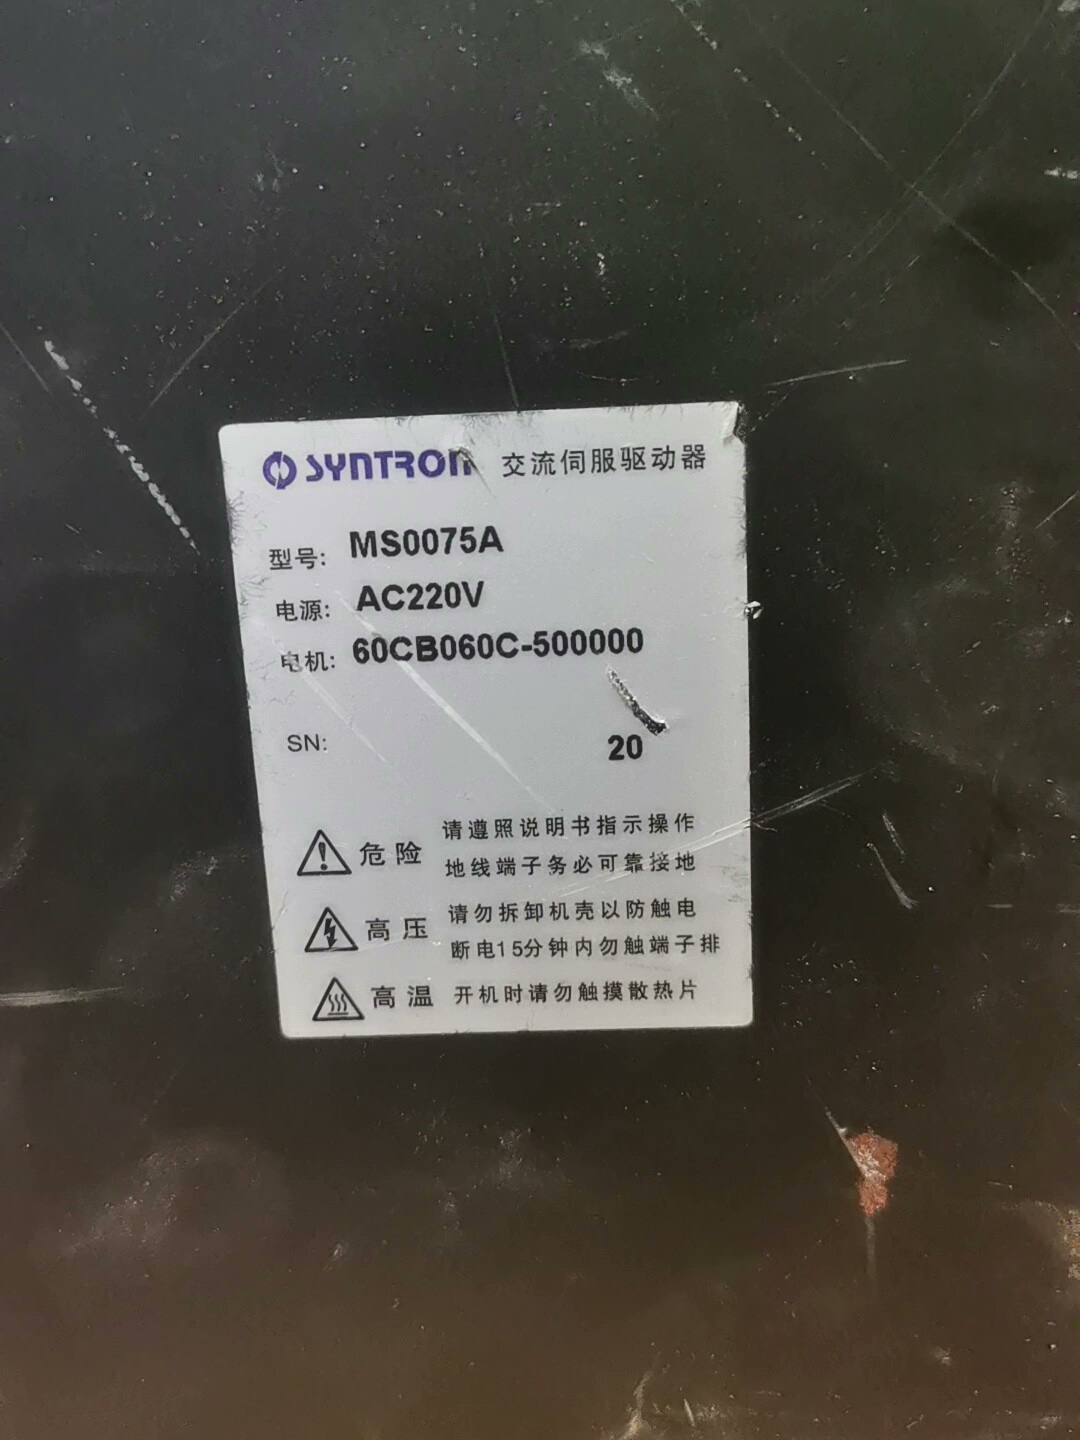 SYNTRON 交流伺服驱动器
型号: MS0075A
电源: AC220V
电机: 60CB060C-500000
SN: 20
危险 请遵照说明书指示操作
地线端子务必可靠接地
高压 请勿拆卸机壳以防触电
断电15分钟内勿触端子排
高温 开机时请勿触摸散热片